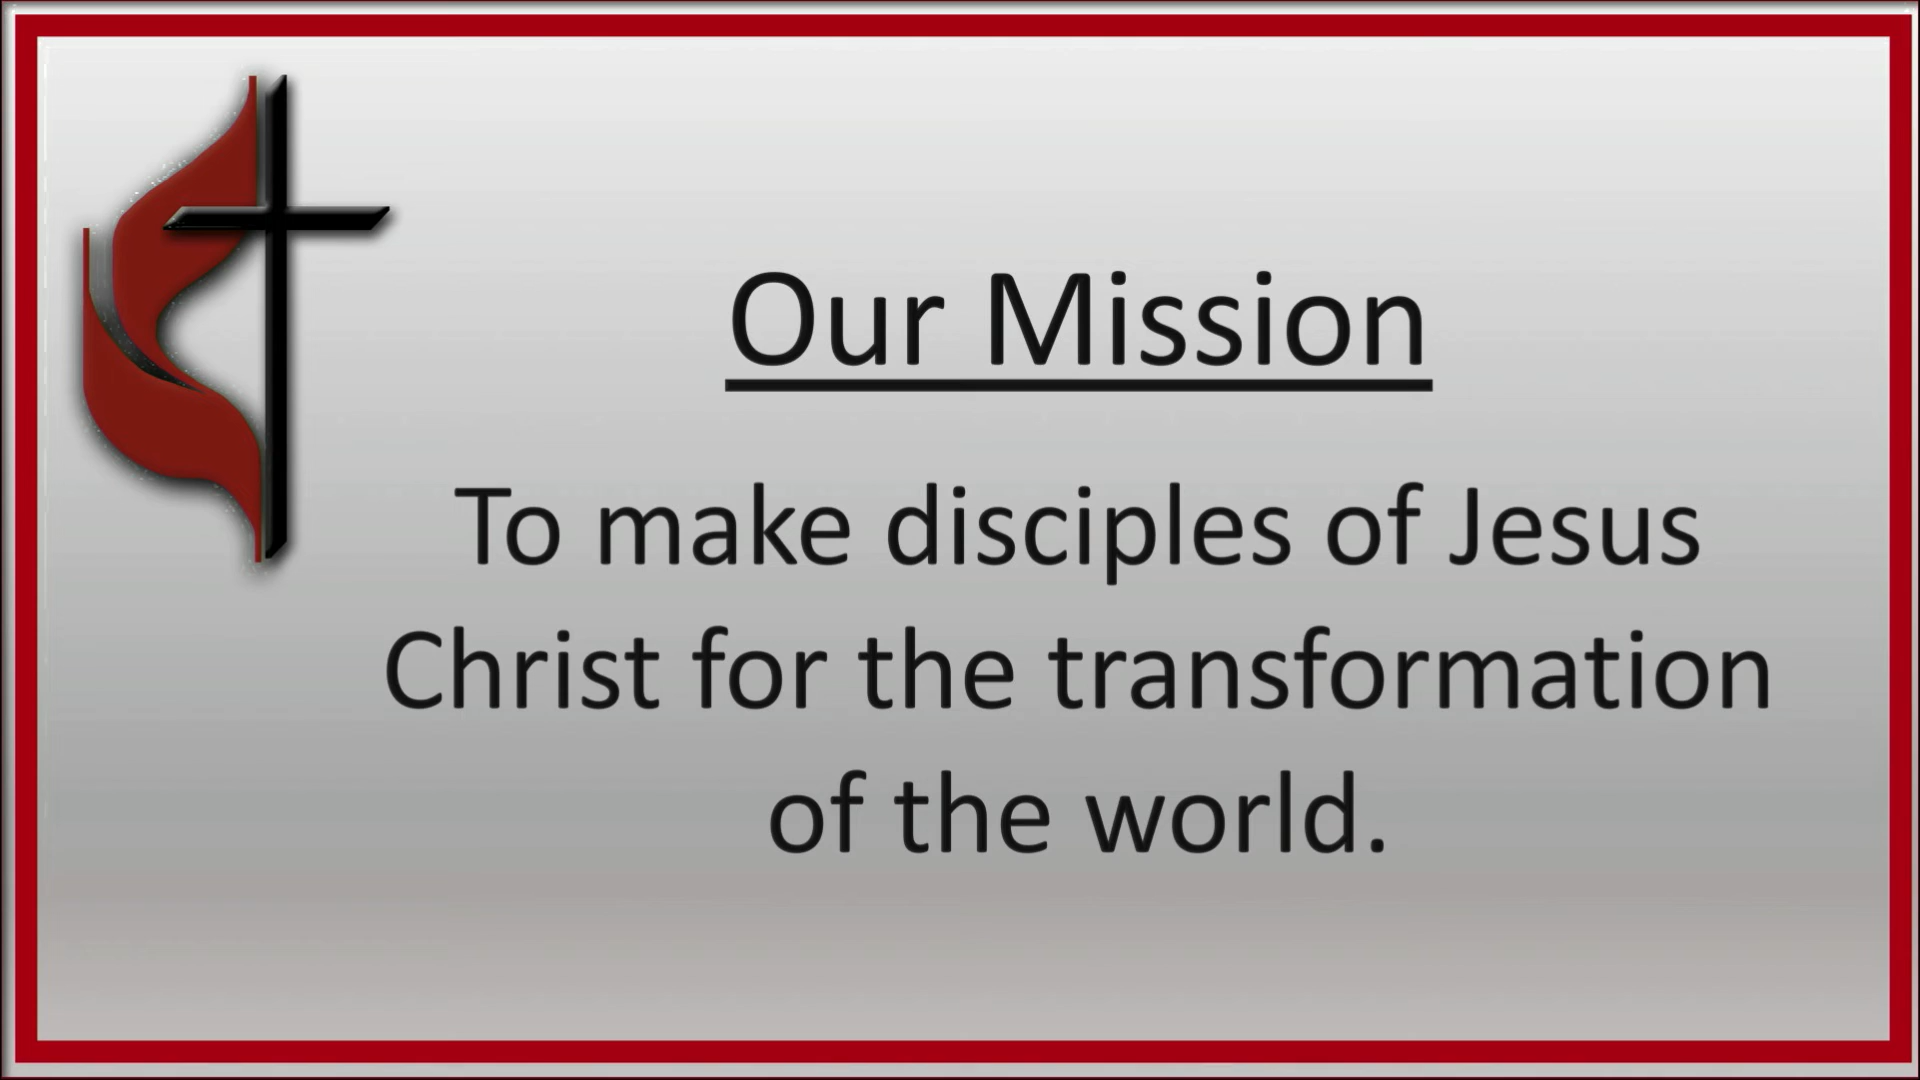 Our Mission
To make disciples of Jesus
Christ for the transformation
of the world.